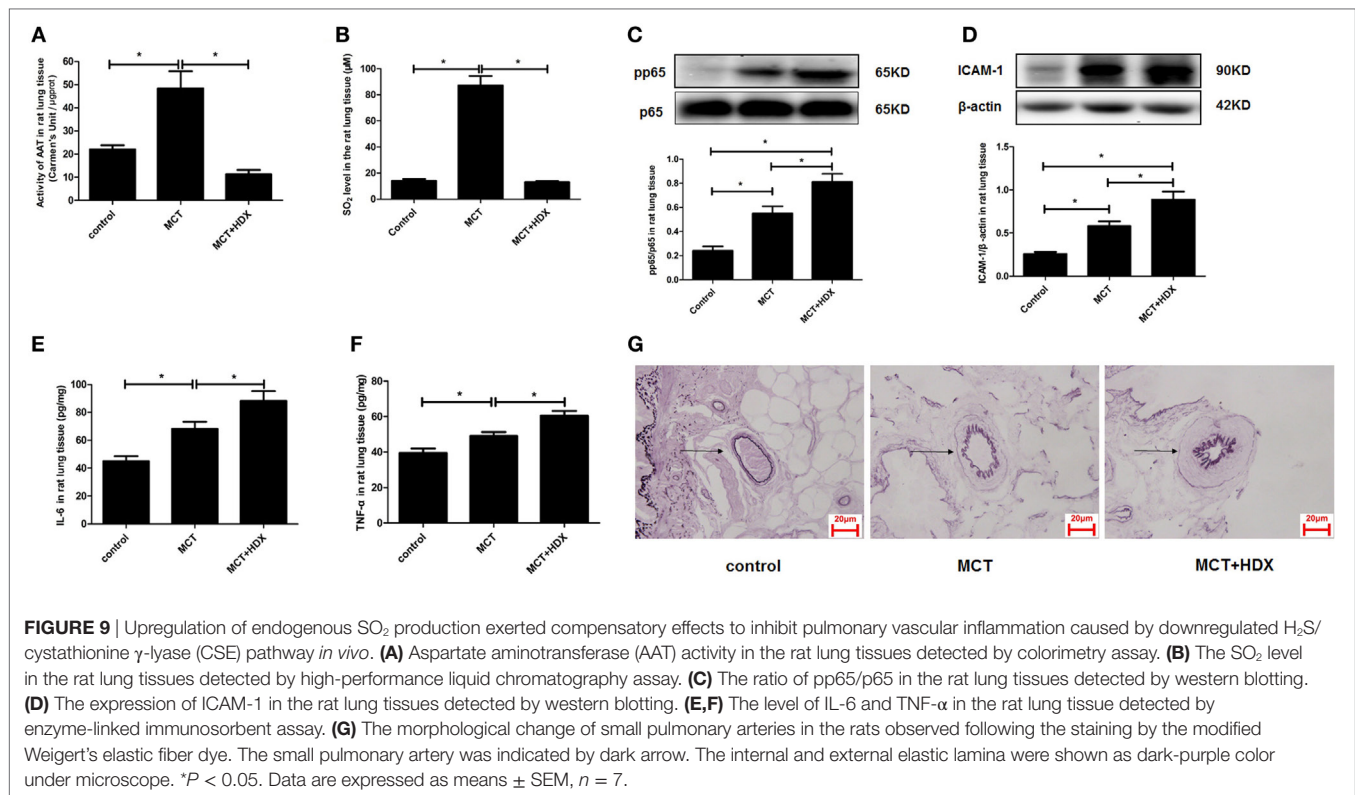 A
Activity of AAT in rat lung tissue
(Carmen's Unit / μgprot)
60
50
40
30
20
10
0
*
*
control
MCT
MCT+HDX
B
SO₂ level in the rat lung tissue (μM)
100
80
60
40
20
0
*
*
Control
MCT
MCT+HDX
C
pp65
65KD
p65
65KD
pp65/p65 in rat lung tissue
1.0
0.8
0.6
0.4
0.2
0.0
*
*
*
Control
MCT
MCT+HDX
D
ICAM-1
90KD
β-actin
42KD
ICAM-1/β -actin in rat lung tissue
1.5
1.0
0.5
0.0
*
*
*
Control
MCT
MCT+HDX
E
IL-6 in rat lung tissue (pg/mg)
100
80
60
40
20
0
*
*
control
MCT
MCT+HDX
F
TNF-α in rat lung tissue (pg/mg)
80
60
40
20
0
*
*
control
MCT
MCT+HDX
G
20μm
20μm
20μm
control
MCT
MCT+HDX
FIGURE 9 | Upregulation of endogenous SO₂ production exerted compensatory effects to inhibit pulmonary vascular inflammation caused by downregulated H₂S/
cystathionine γ-lyase (CSE) pathway in vivo. (A) Aspartate aminotransferase (AAT) activity in the rat lung tissues detected by colorimetry assay. (B) The SO₂ level
in the rat lung tissues detected by high-performance liquid chromatography assay. (C) The ratio of pp65/p65 in the rat lung tissues detected by western blotting.
(D) The expression of ICAM-1 in the rat lung tissues detected by western blotting. (E,F) The level of IL-6 and TNF-α in the rat lung tissue detected by
enzyme-linked immunosorbent assay. (G) The morphological change of small pulmonary arteries in the rats observed following the staining by the modified
Weigert's elastic fiber dye. The small pulmonary artery was indicated by dark arrow. The internal and external elastic lamina were shown as dark-purple color
under microscope. *P < 0.05. Data are expressed as means ± SEM, n = 7.